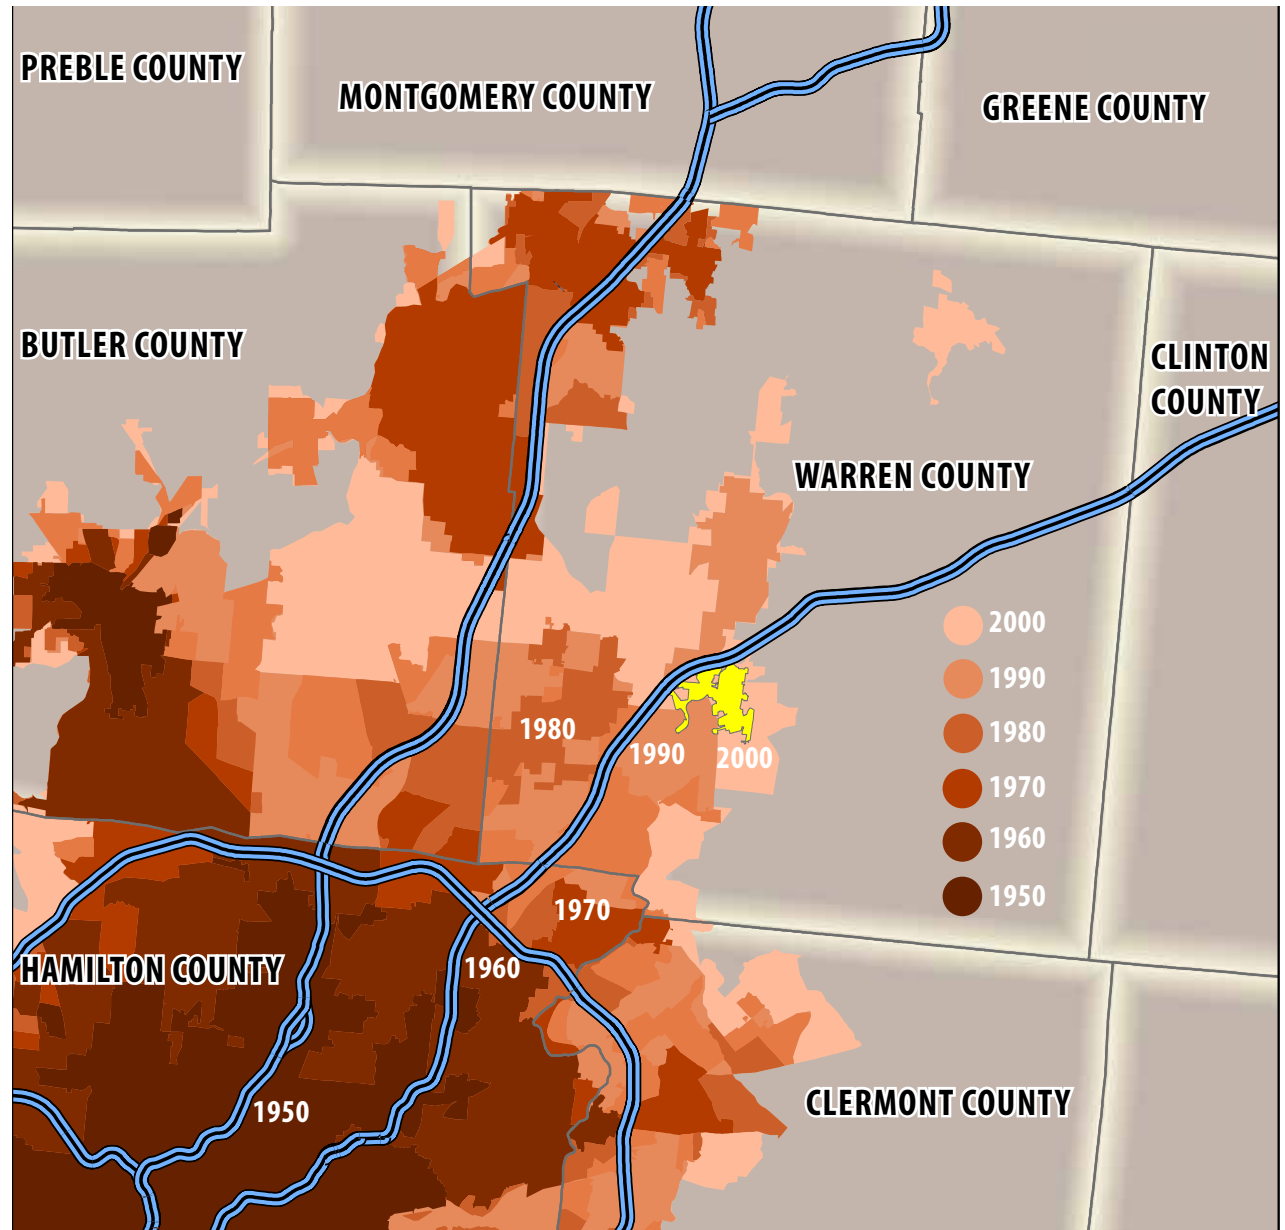 PREBLE COUNTY
MONTGOMERY COUNTY
GREENE COUNTY
BUTLER COUNTY
CLINTON
COUNTY
WARREN COUNTY
2000
1990
1980
1970
1960
1950
1980
1990
2000
1970
1960
HAMILTON COUNTY
1950
CLERMONT COUNTY